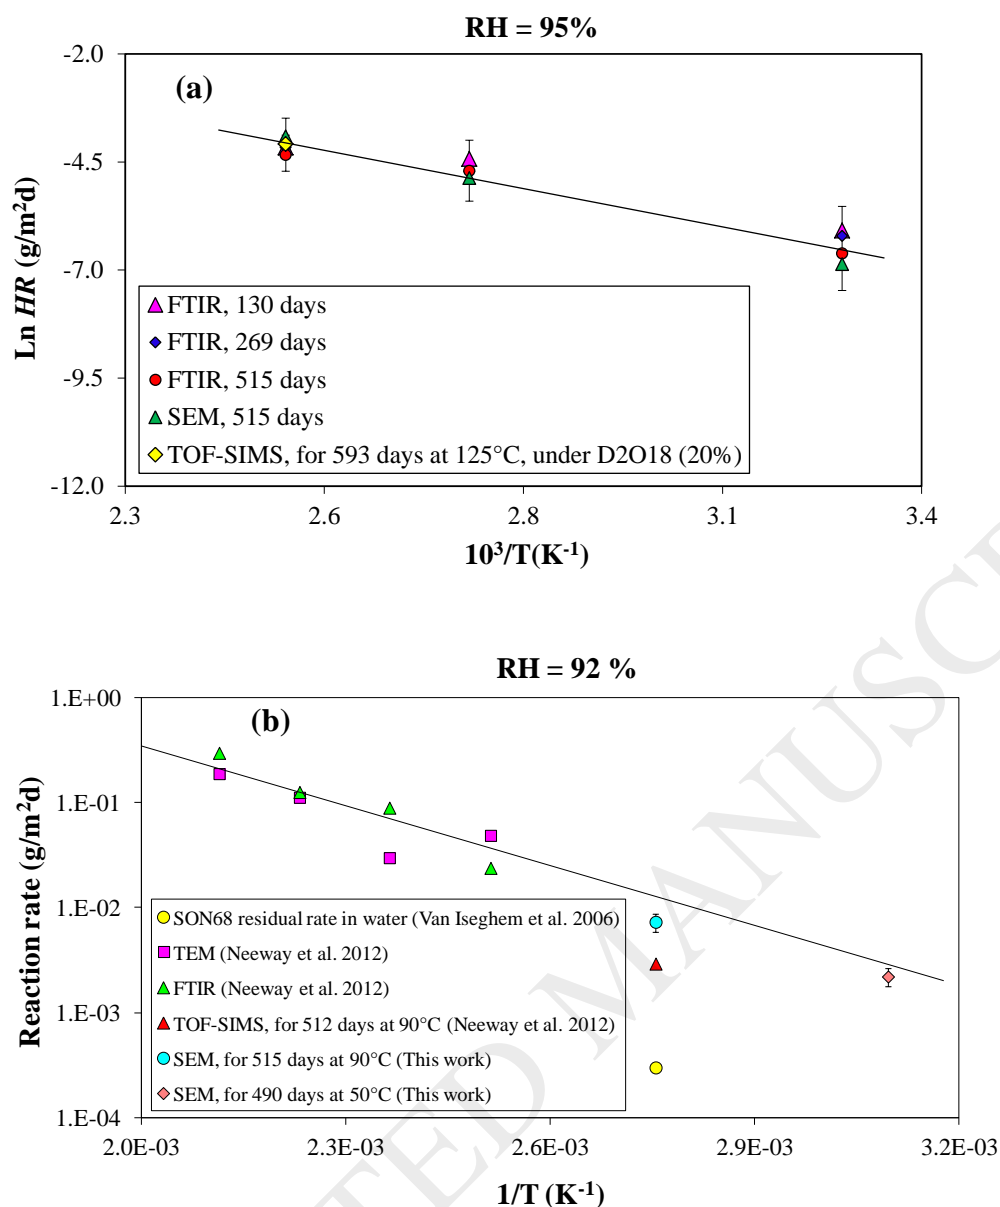 RH = 95%
(a)
-2.0
-4.5
-7.0
-9.5
-12.0
Ln HR (g/m²d)
FTIR, 130 days
FTIR, 269 days
FTIR, 515 days
SEM, 515 days
TOF-SIMS, for 593 days at 125°C, under D2O18 (20%)
2.3 2.6 2.8 3.1 3.4
10³/T(K⁻¹)
RH = 92 %
(b)
1.E+00
1.E-01
1.E-02
1.E-03
1.E-04
Reaction rate (g/m²d)
SON68 residual rate in water (Van Iseghem et al. 2006)
TEM (Neeway et al. 2012)
FTIR (Neeway et al. 2012)
TOF-SIMS, for 512 days at 90°C (Neeway et al. 2012)
SEM, for 515 days at 90°C (This work)
SEM, for 490 days at 50°C (This work)
2.0E-03 2.3E-03 2.6E-03 2.9E-03 3.2E-03
1/T (K⁻¹)
TED MANUSC